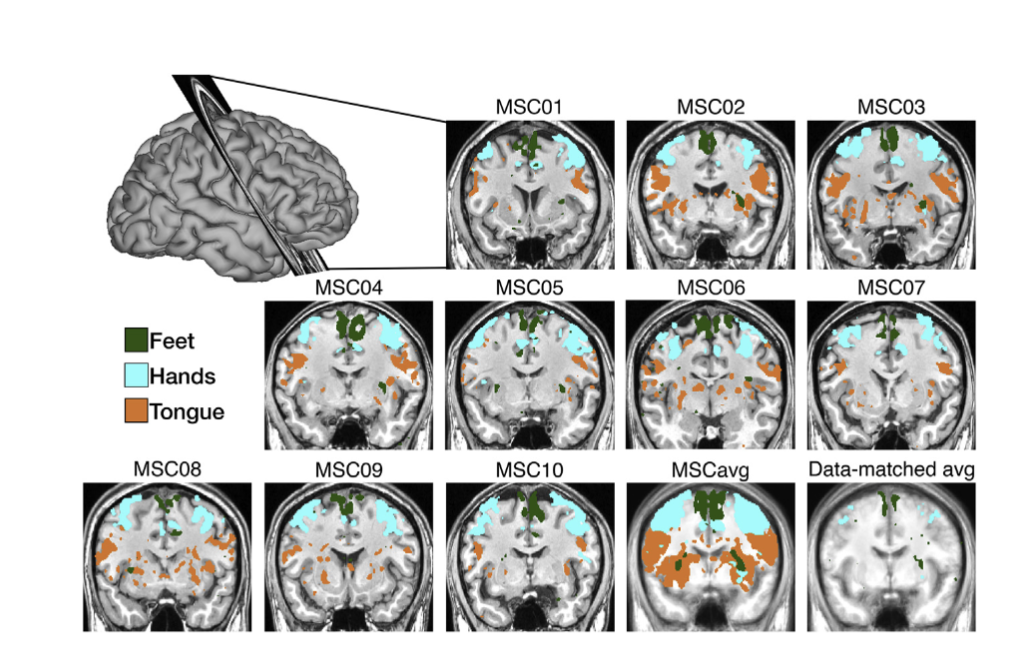 MSC01
MSC02
MSC03
MSC04
MSC05
MSC06
MSC07
Feet
Hands
Tongue
MSC08
MSC09
MSC10
MSCavg
Data-matched avg